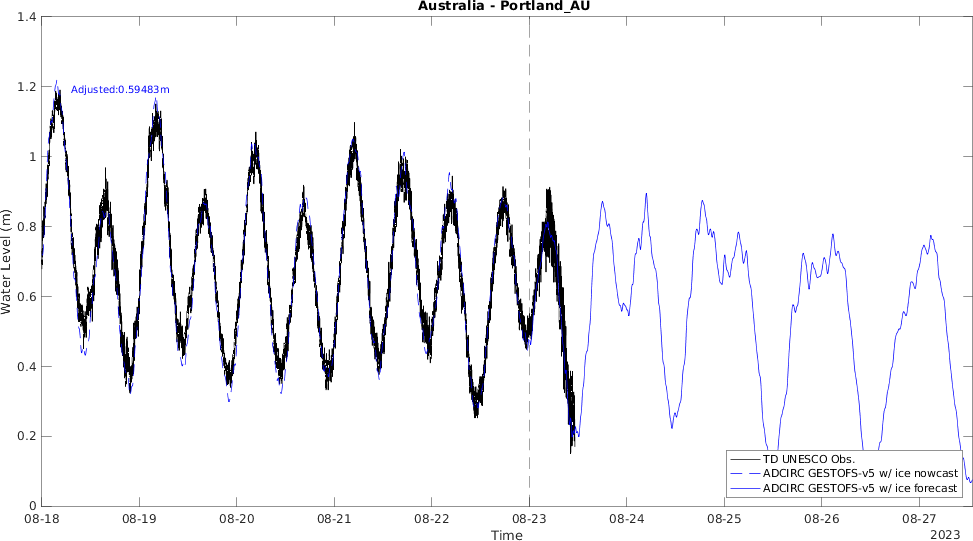 Australia - Portland_AU
1.4
1.2
Adjusted:0.59483m
1
0.8
0.6
0.4
0.2
0
Water Level (m)
TD UNESCO Obs.
ADCIRC GESTOFS-v5 w/ ice nowcast
ADCIRC GESTOFS-v5 w/ ice forecast
08-18 08-19 08-20 08-21 08-22 08-23 08-24 08-25 08-26 08-27
Time
2023